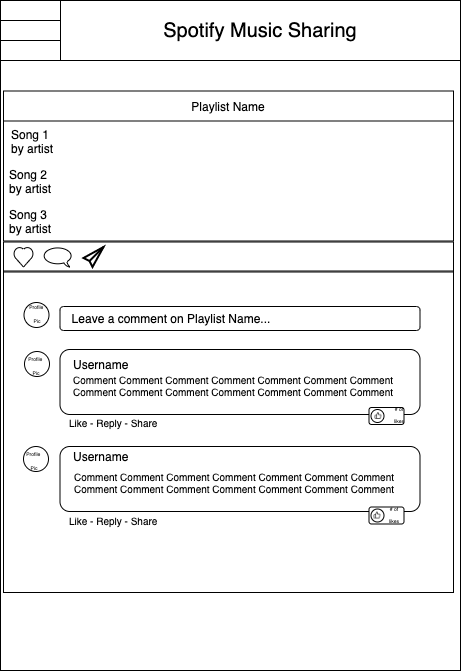 Spotify Music Sharing
Playlist Name
Song 1
by artist
Song 2
by artist
Song 3
by artist
Profile
Pic
Leave a comment on Playlist Name...
Profile
Pic
Username
Comment Comment Comment Comment Comment Comment Comment
Comment Comment Comment Comment Comment Comment Comment
# of
likes
Like - Reply - Share
Profile
Pic
Username
Comment Comment Comment Comment Comment Comment Comment
Comment Comment Comment Comment Comment Comment Comment
# of
likes
Like - Reply - Share